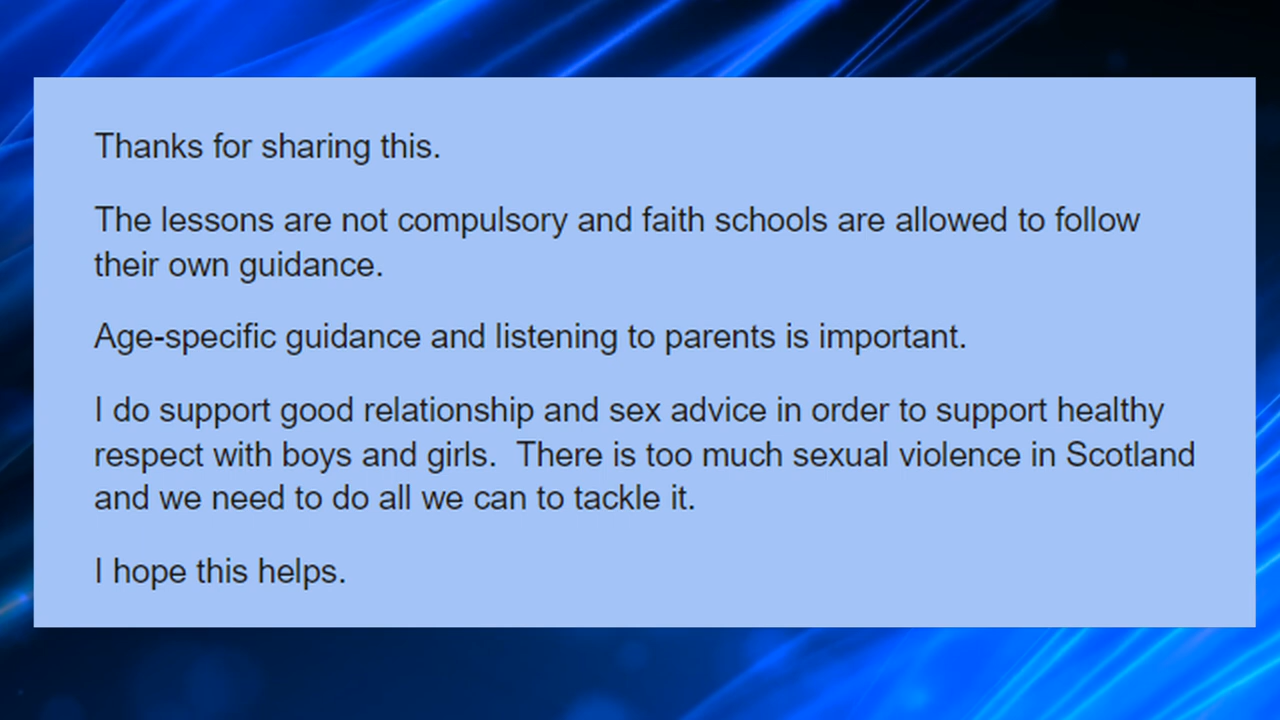 Thanks for sharing this.
The lessons are not compulsory and faith schools are allowed to follow
their own guidance.
Age-specific guidance and listening to parents is important.
I do support good relationship and sex advice in order to support healthy
respect with boys and girls.  There is too much sexual violence in Scotland
and we need to do all we can to tackle it.
I hope this helps.